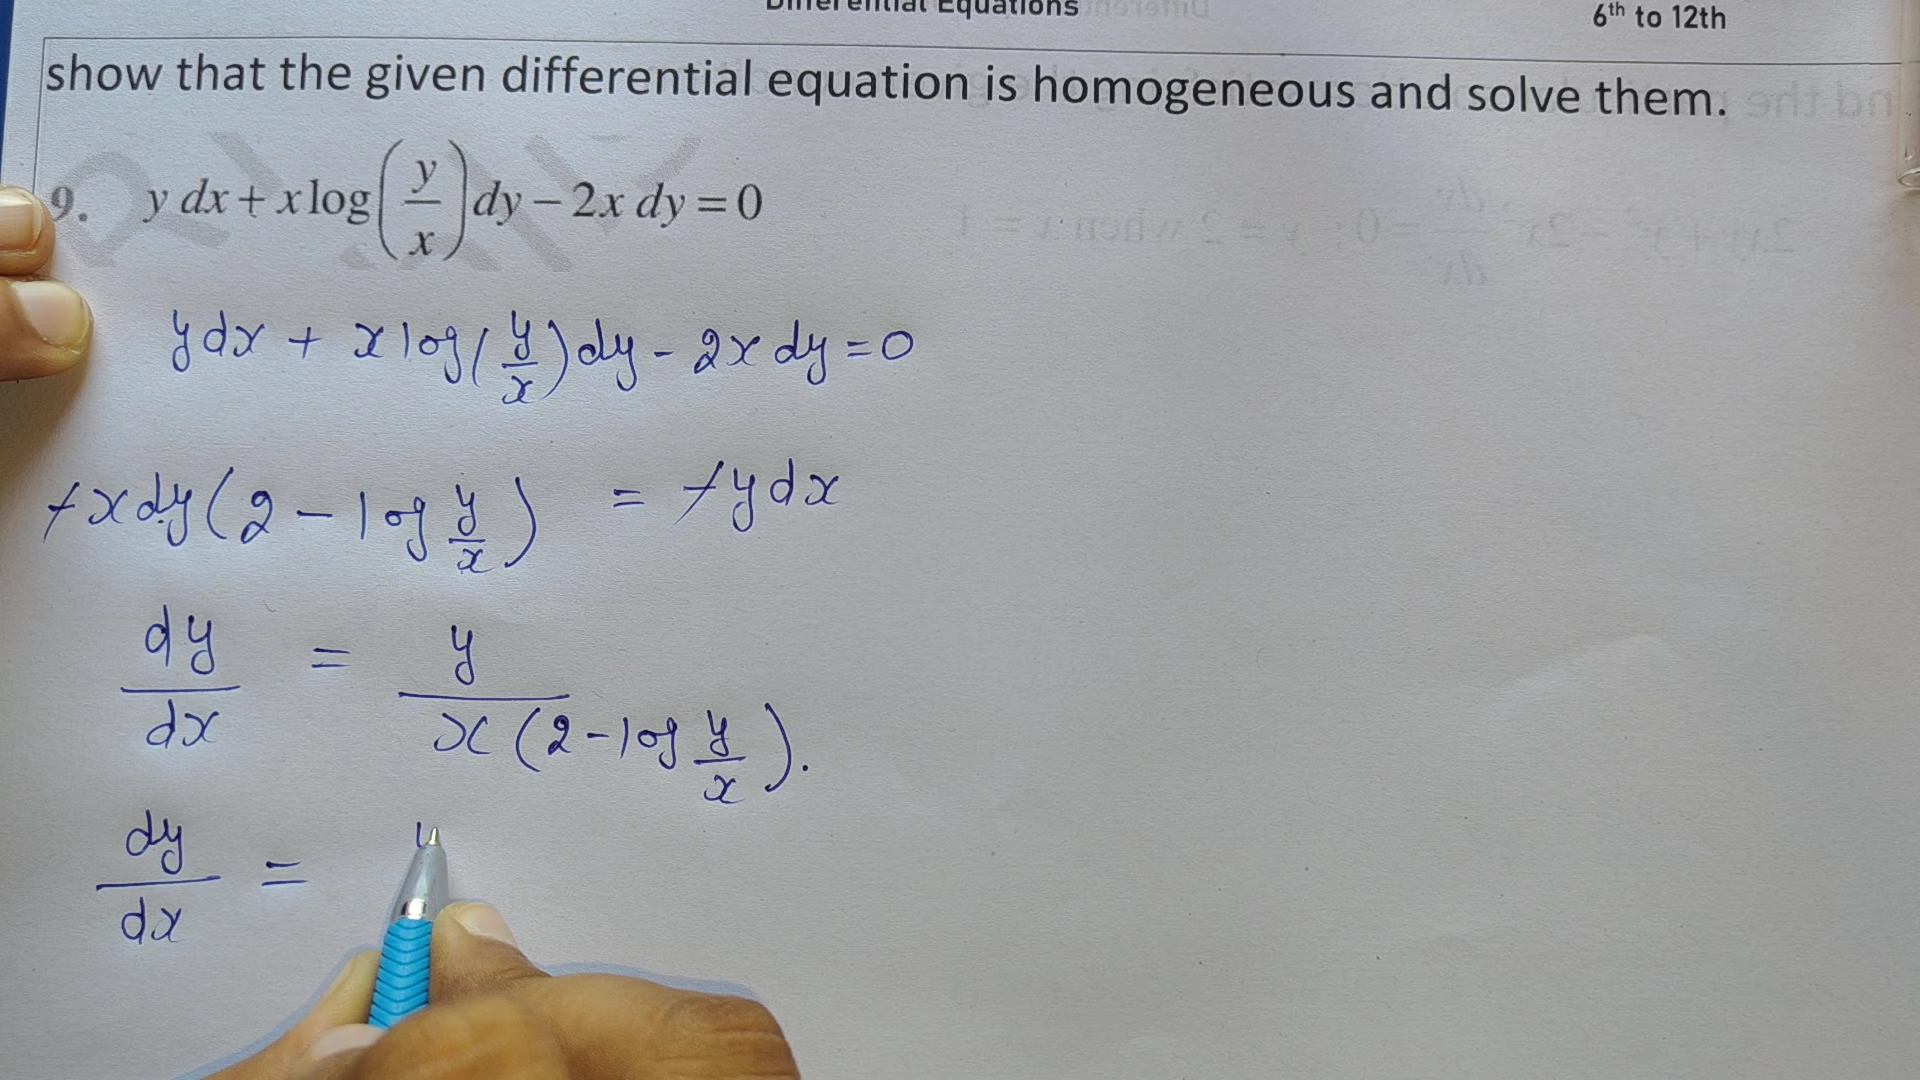 Differential Equations
6th to 12th
show that the given differential equation is homogeneous and solve them.
9. y dx + x log(y/x) dy − 2x dy = 0
ydx + x log(y/x) dy - 2x dy = 0
-x dy (2 - log y/x) = -y dx
dy/dx = y / x (2 - log y/x).
dy/dx =